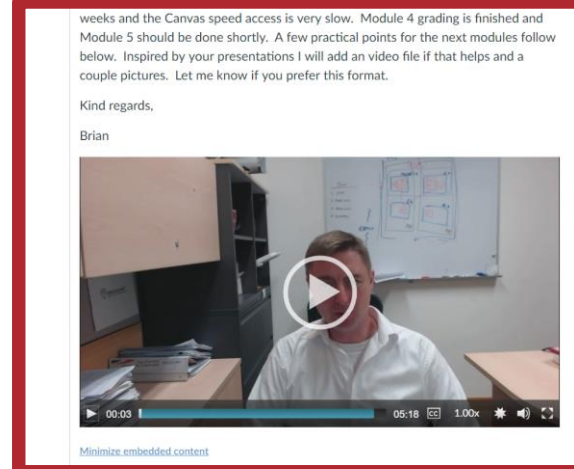 weeks and the Canvas speed access is very slow.  Module 4 grading is finished and
Module 5 should be done shortly.  A few practical points for the next modules follow
below.  Inspired by your presentations I will add an video file if that helps and a
couple pictures.  Let me know if you prefer this format.
Kind regards,
Brian
00:03
05:18
CC
1.00x
Minimize embedded content